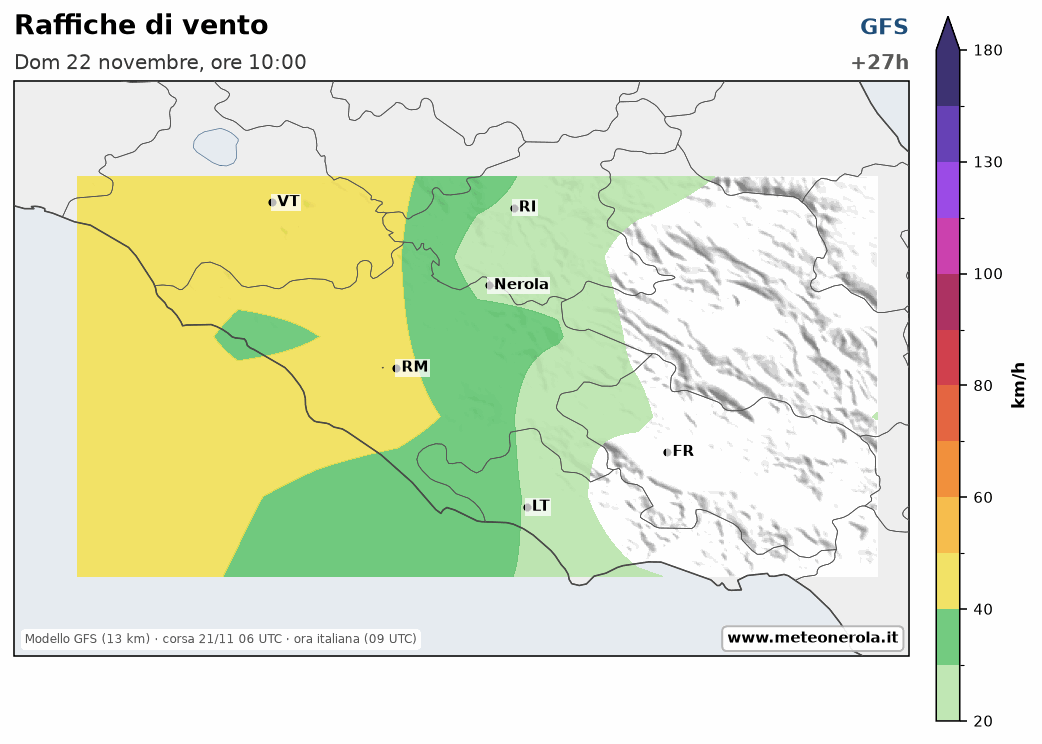 Raffiche di vento
GFS
Dom 22 novembre, ore 10:00
+27h
VT
RI
Nerola
RM
FR
LT
Modello GFS (13 km) · corsa 21/11 06 UTC · ora italiana (09 UTC)
www.meteonerola.it
180
130
100
80
60
40
20
km/h